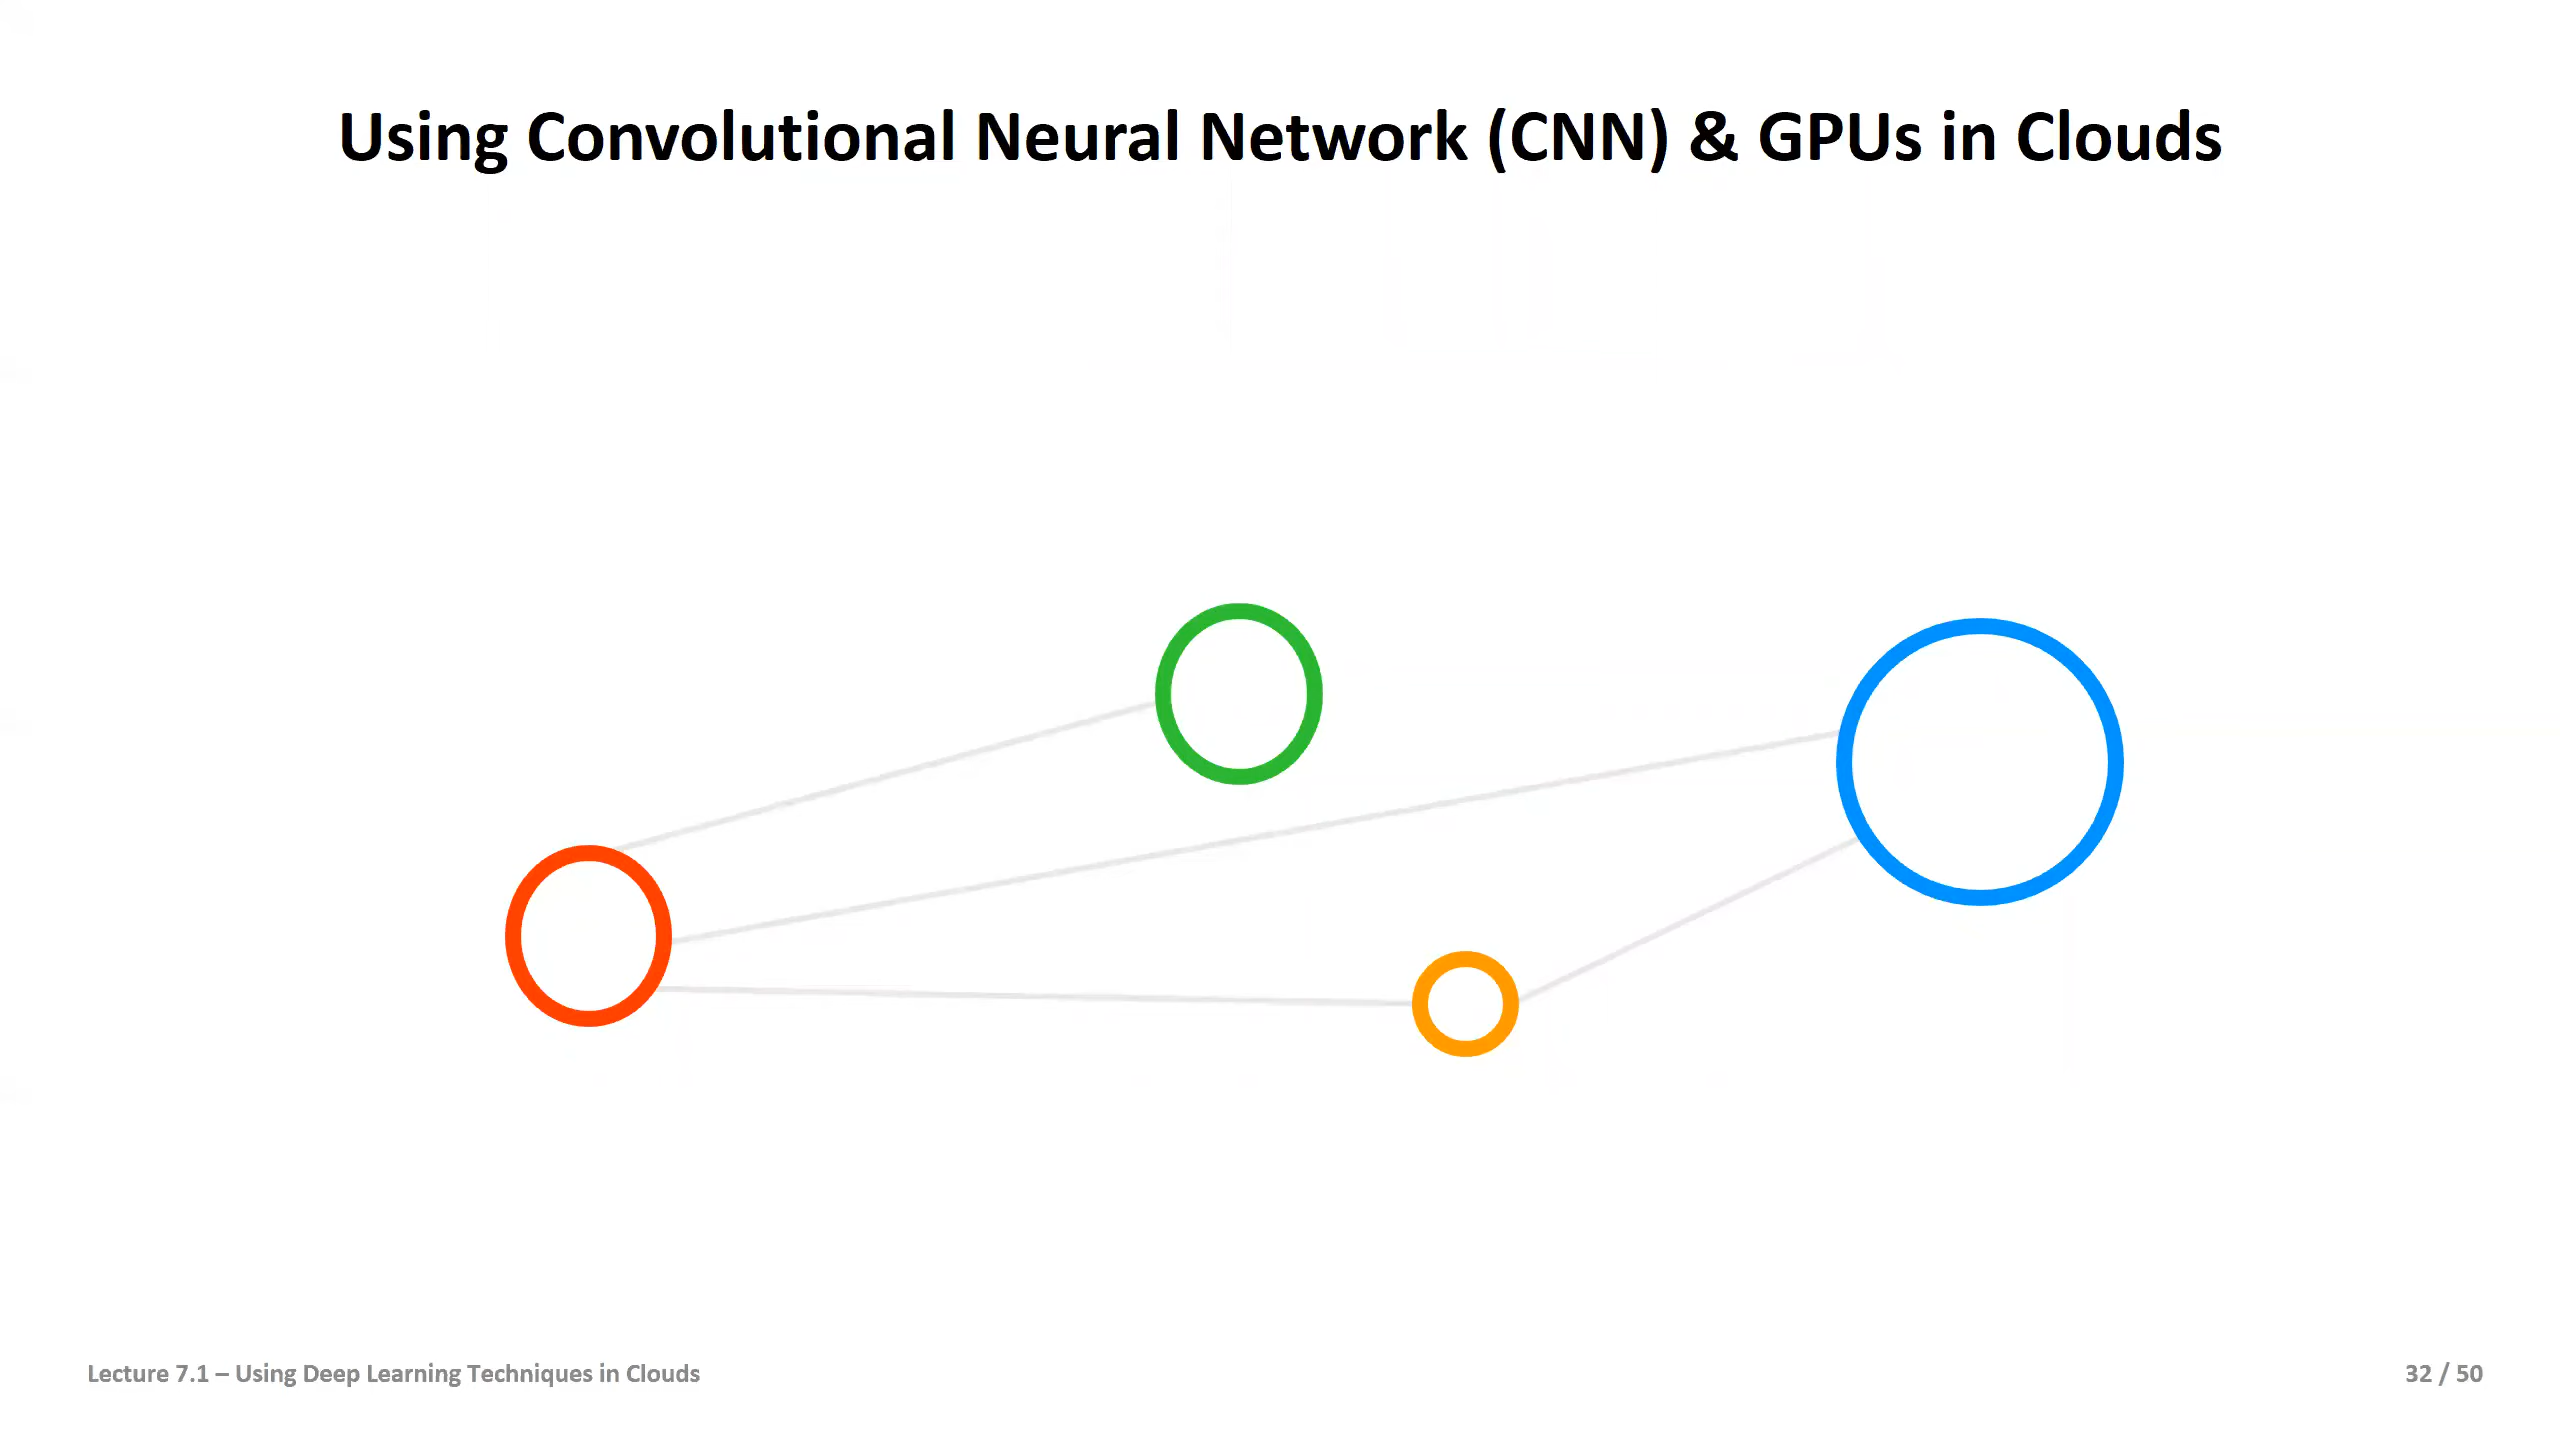 Using Convolutional Neural Network (CNN) & GPUs in Clouds
Lecture 7.1 – Using Deep Learning Techniques in Clouds
32 / 50